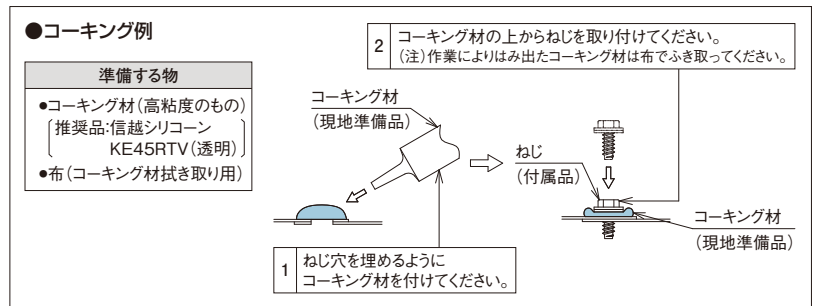 ●コーキング例
準備する物
●コーキング材(高粘度のもの)
推奨品:信越シリコーン
KE45RTV(透明)
●布(コーキング材拭き取り用)
2 コーキング材の上からねじを取り付けてください。
(注)作業によりはみ出たコーキング材は布でふき取ってください。
コーキング材
(現地準備品)
ねじ
(付属品)
コーキング材
(現地準備品)
1 ねじ穴を埋めるように
コーキング材を付けてください。